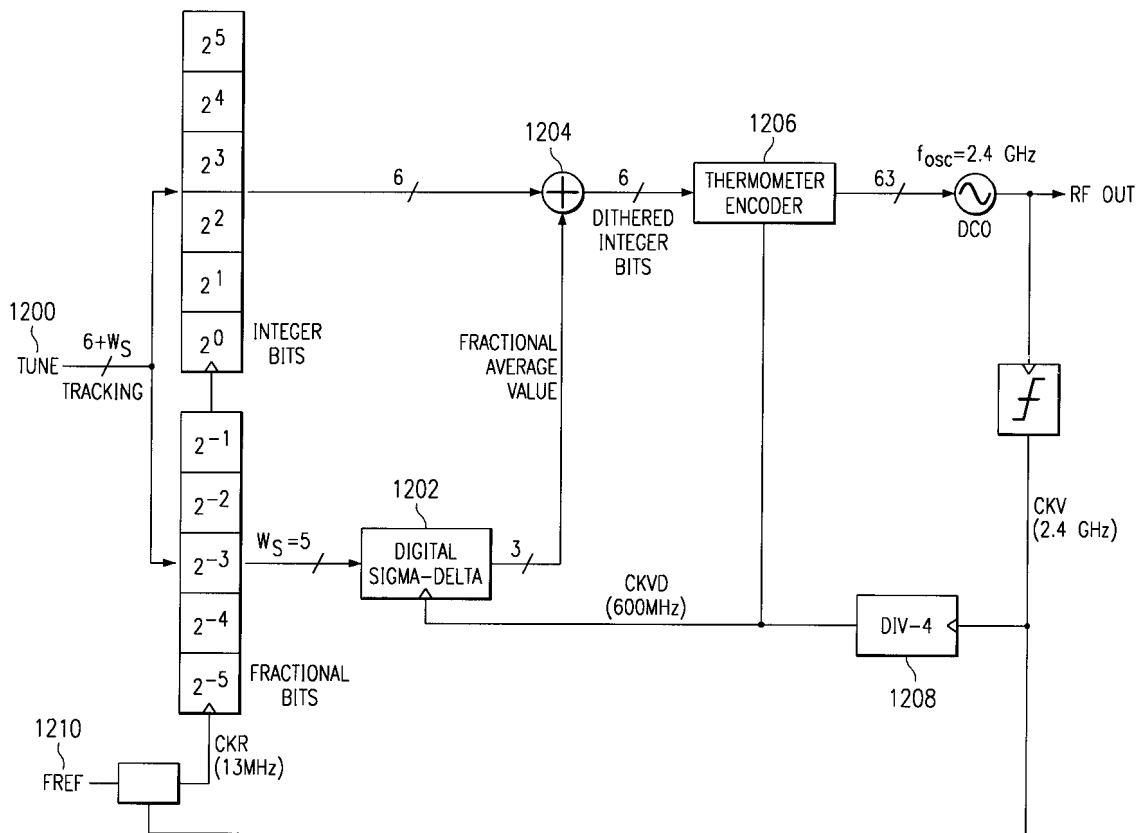 2^5
2^4
2^3
2^2
2^1
2^0
INTEGER
BITS
1200
TUNE
6+W_S
TRACKING
6
1204
6
DITHERED
INTEGER
BITS
1206
THERMOMETER
ENCODER
63
f_osc=2.4 GHz
DCO
RF OUT
FRACTIONAL
AVERAGE
VALUE
2^-1
2^-2
2^-3
2^-4
2^-5
FRACTIONAL
BITS
W_S=5
1202
DIGITAL
SIGMA-DELTA
3
CKVD
(600MHz)
DIV-4
1208
CKV
(2.4 GHz)
1210
FREF
CKR
(13MHz)